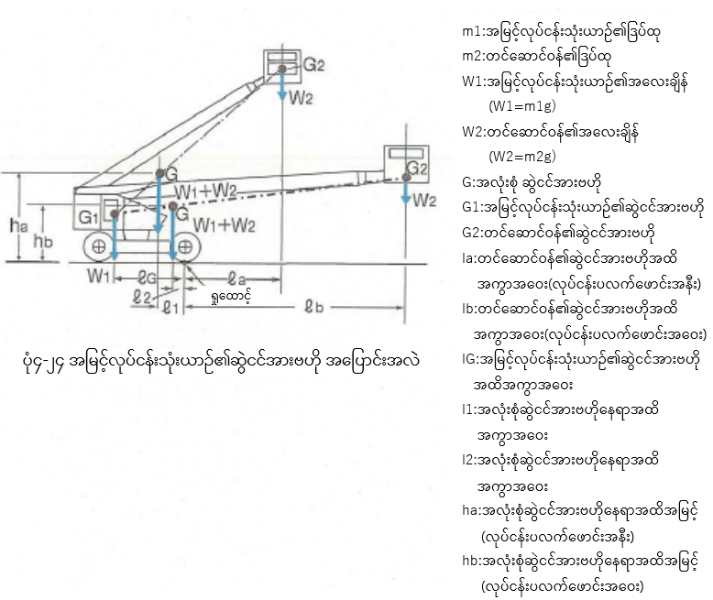 G2
W2
G
G2
W1+W2
W2
G1
G
W1+W2
ha
hb
W1
ℓG
ℓa
ℓ2
ℓ1
ရှုထောင့်
ℓb
ပုံ၄-၂၄ အမြင့်လုပ်ငန်းသုံးယာဉ်၏ဆွဲငင်အားဗဟို အပြောင်းအလဲ
m1:အမြင့်လုပ်ငန်းသုံးယာဉ်၏ဒြပ်ထု
m2:တင်ဆောင်ဝန်၏ဒြပ်ထု
W1:အမြင့်လုပ်ငန်းသုံးယာဉ်၏အလေးချိန်
(W1=m1g)
W2:တင်ဆောင်ဝန်၏အလေးချိန်
(W2=m2g)
G:အလုံးစုံ ဆွဲငင်အားဗဟို
G1:အမြင့်လုပ်ငန်းသုံးယာဉ်၏ဆွဲငင်အားဗဟို
G2:တင်ဆောင်ဝန်၏ဆွဲငင်အားဗဟို
la:တင်ဆောင်ဝန်၏ဆွဲငင်အားဗဟိုအထိ
အကွာအဝေး(လုပ်ငန်းပလက်ဖောင်းအနီး)
lb:တင်ဆောင်ဝန်၏ဆွဲငင်အားဗဟိုအထိ
အကွာအဝေး(လုပ်ငန်းပလက်ဖောင်းအဝေး)
lG:အမြင့်လုပ်ငန်းသုံးယာဉ်၏ဆွဲငင်အားဗဟို
အထိအကွာအဝေး
l1:အလုံးစုံဆွဲငင်အားဗဟိုနေရာအထိ
အကွာအဝေး
l2:အလုံးစုံဆွဲငင်အားဗဟိုနေရာအထိ
အကွာအဝေး
ha:အလုံးစုံဆွဲငင်အားဗဟိုနေရာအထိအမြင့်
(လုပ်ငန်းပလက်ဖောင်းအနီး)
hb:အလုံးစုံဆွဲငင်အားဗဟိုနေရာအထိအမြင့်
(လုပ်ငန်းပလက်ဖောင်းအဝေး)